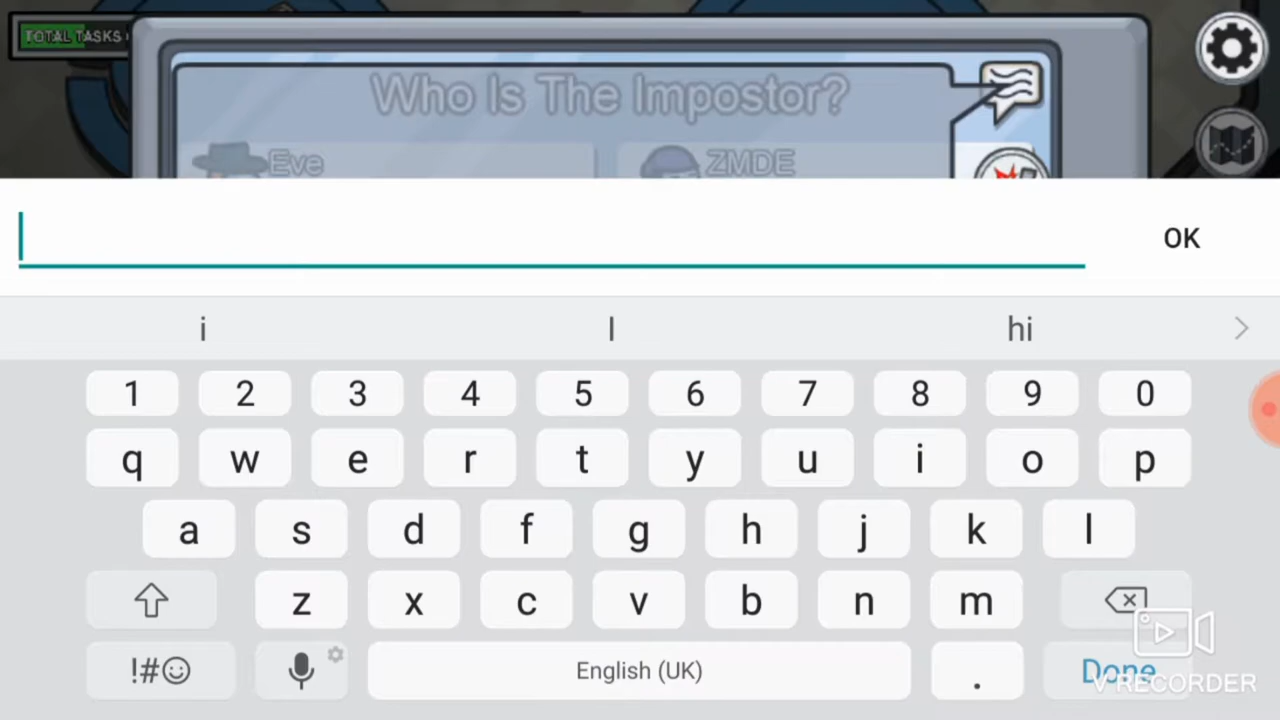 TOTAL TASKS
Who Is The Impostor?
Eve
ZMDE
OK
i
I
hi
1 2 3 4 5 6 7 8 9 0
q w e r t y u i o p
a s d f g h j k l
z x c v b n m
!#☺
English (UK)
.
Done
V RECORDER